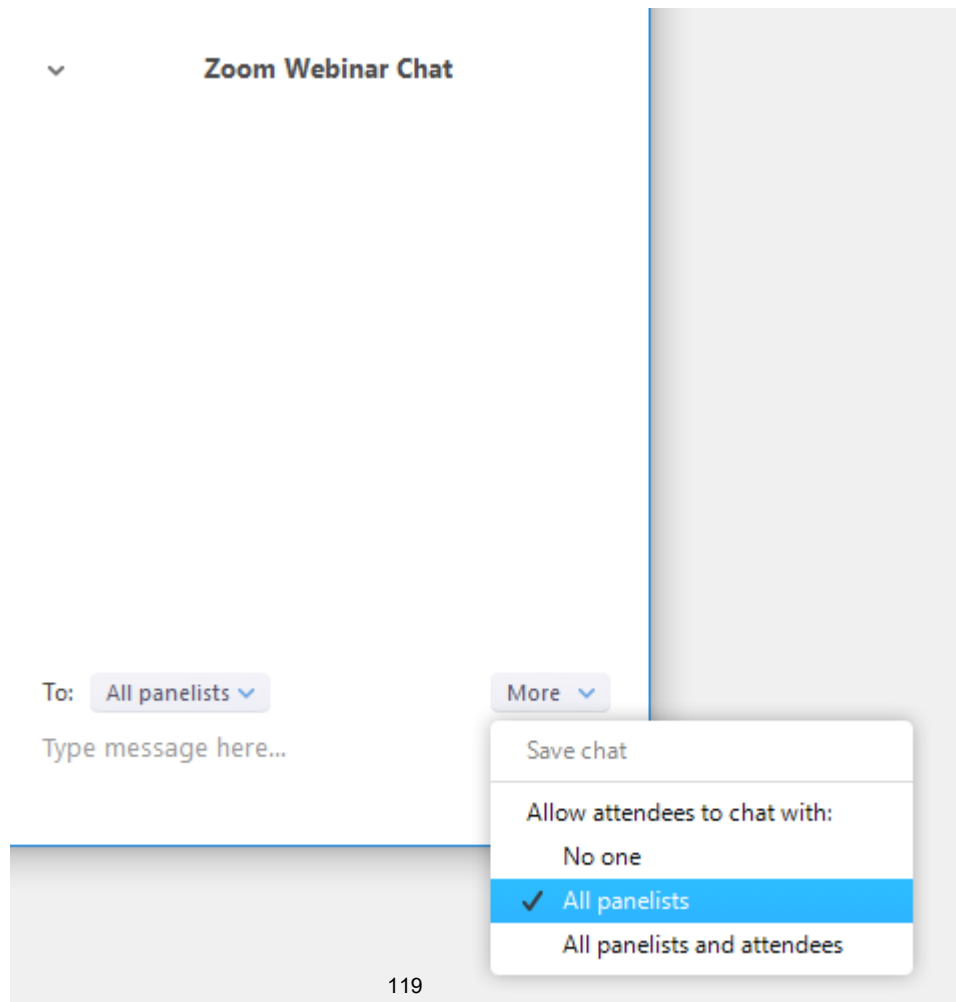 Zoom Webinar Chat
To: All panelists More
Type message here...
Save chat
Allow attendees to chat with:
No one
All panelists
All panelists and attendees
119